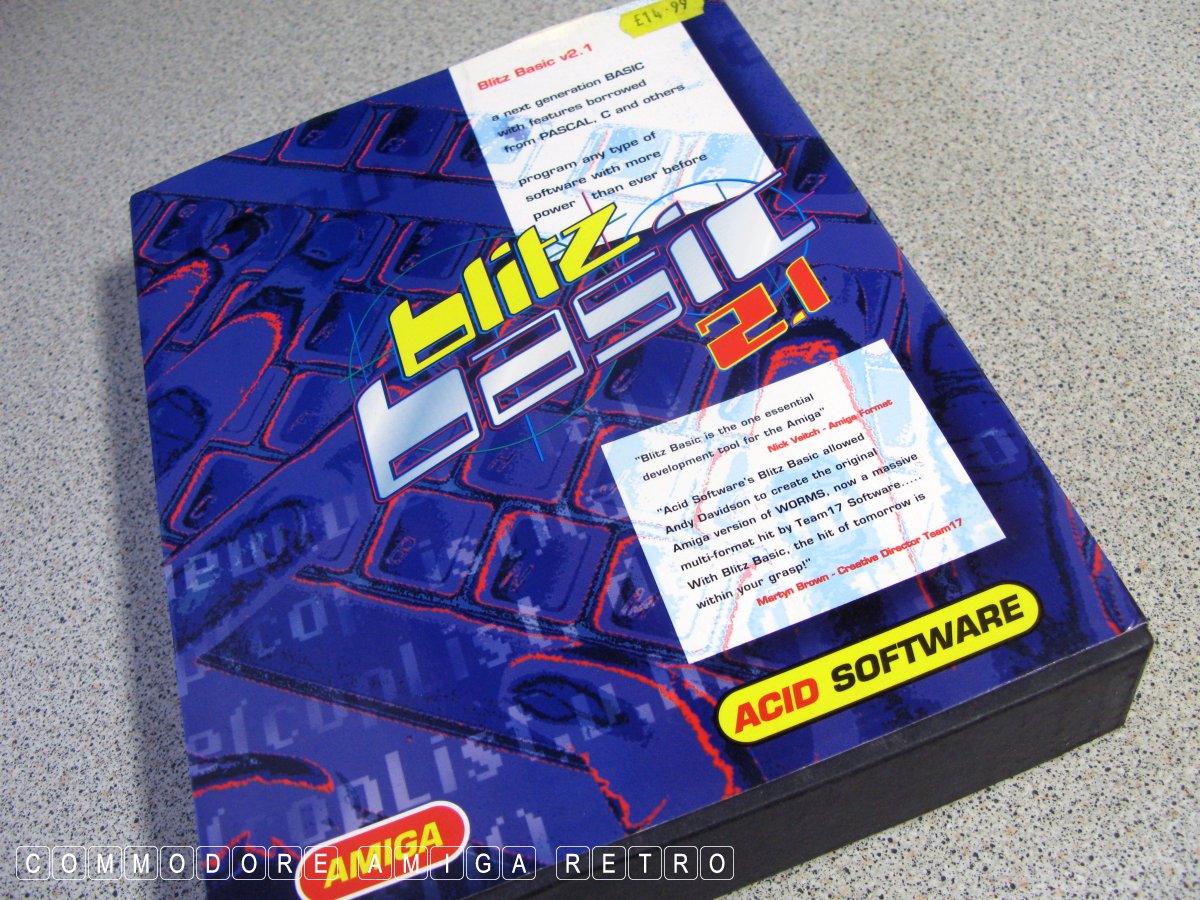 £14.99
Blitz Basic v2.1
a next generation BASIC
with features borrowed
from PASCAL, C and others
program any type of
software with more
power than ever before
blitz
basic
2.1
"Blitz Basic is the one essential
development tool for the Amiga"
Nick Veitch - Amiga Format
"Acid Software's Blitz Basic allowed
Andy Davidson to create the original
Amiga version of WORMS, now a massive
multi-format hit by Team17 Software.....
With Blitz Basic, the hit of tomorrow is
within your grasp!"
Martyn Brown - Creative Director Team17
ACID SOFTWARE
AMIGA
COMMODORE AMIGA RETRO